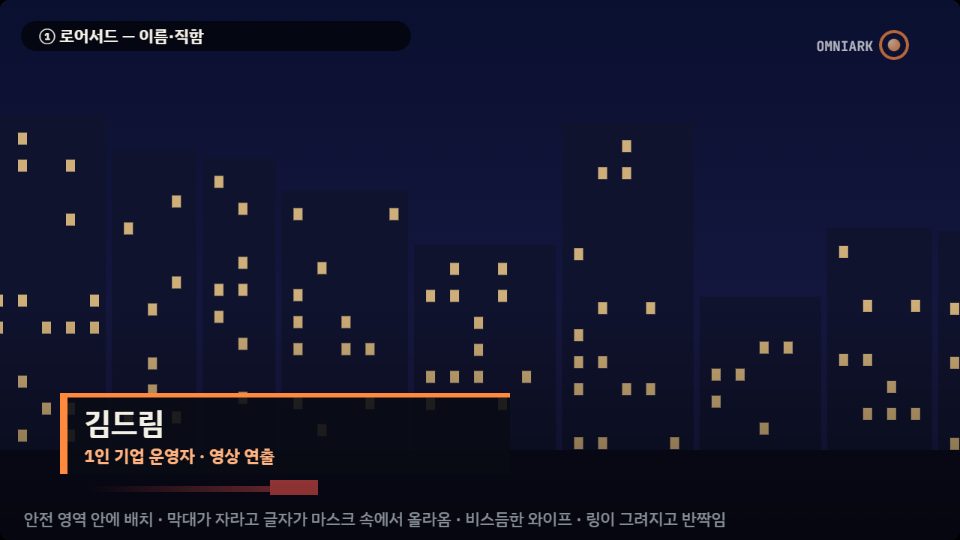 ① 로어서드 — 이름·직함
OMNIARK
김드림
1인 기업 운영자 · 영상 연출
안전 영역 안에 배치 · 막대가 자라고 글자가 마스크 속에서 올라옴 · 비스듬한 와이프 · 링이 그려지고 반짝임